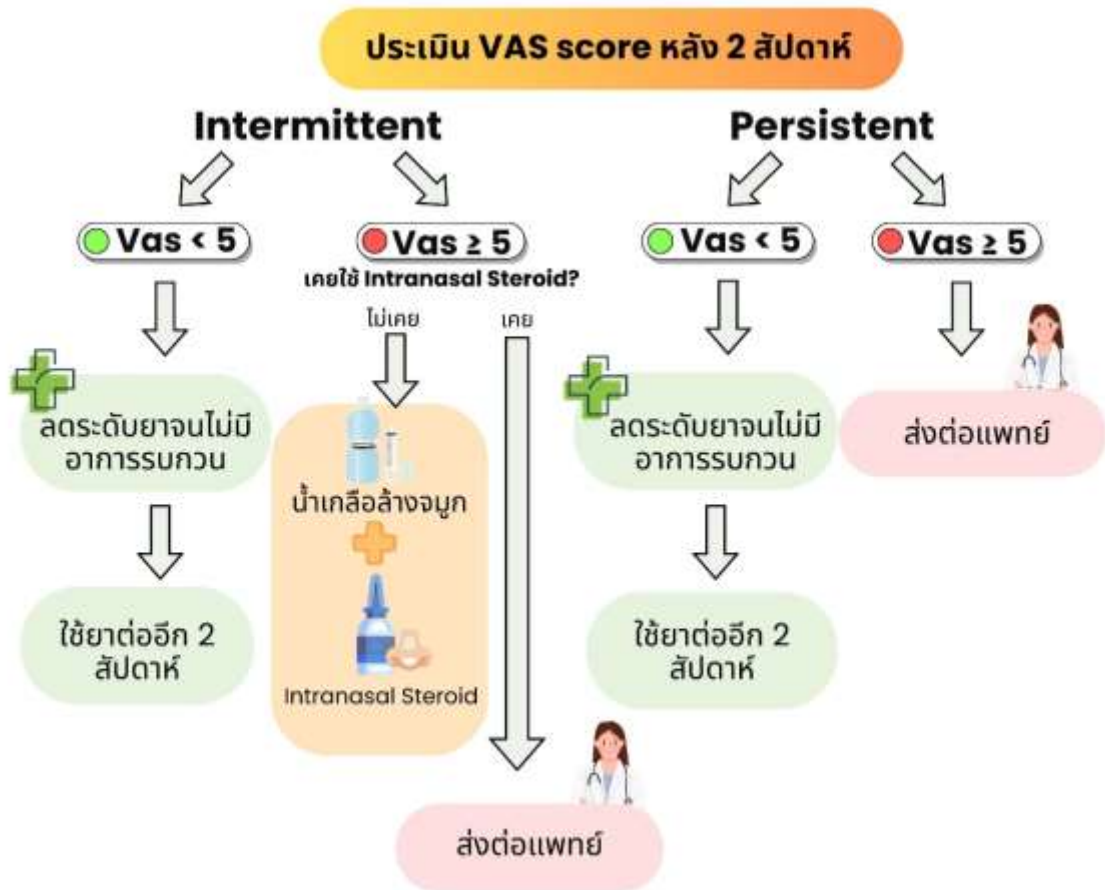 ประเมิน VAS score หลัง 2 สัปดาห์
Intermittent
Persistent
Vas < 5
Vas ≥ 5
Vas < 5
Vas ≥ 5
เคยใช้ Intranasal Steroid?
ไม่เคย
เคย
ลดระดับยาจนไม่มี
อาการรบกวน
น้ำเกลือล้างจมูก
Intranasal Steroid
ลดระดับยาจนไม่มี
อาการรบกวน
ส่งต่อแพทย์
ใช้ยาต่ออีก 2
สัปดาห์
ใช้ยาต่ออีก 2
สัปดาห์
ส่งต่อแพทย์